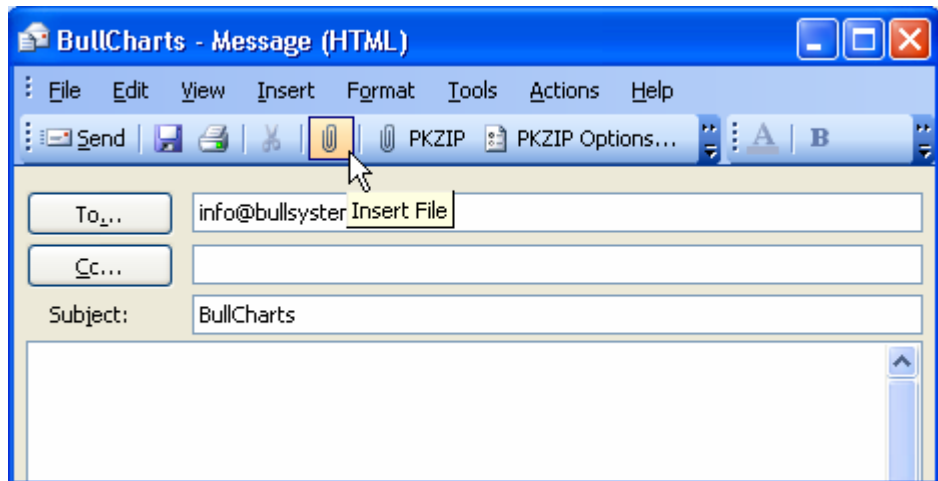 BullCharts - Message (HTML)
File Edit View Insert Format Tools Actions Help
Send PKZIP PKZIP Options... A B
To... info@bullsyster
Insert File
Cc...
Subject: BullCharts